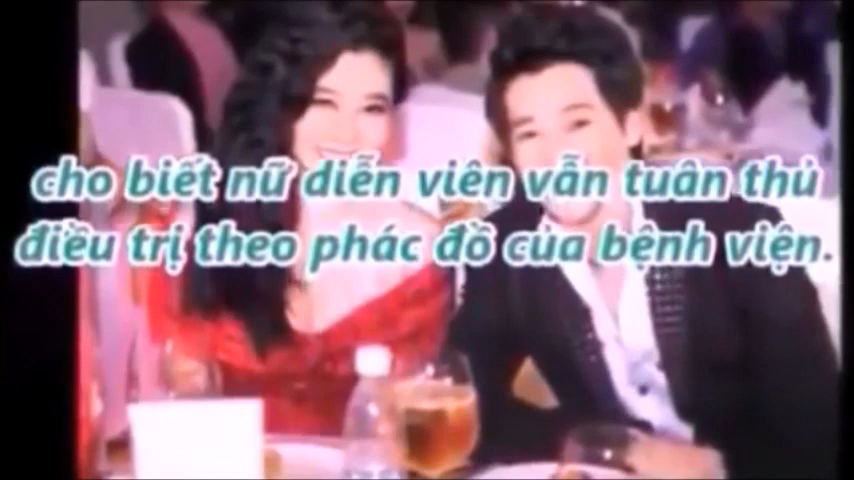 cho biết nữ diễn viên vẫn tuân thủ
điều trị theo phác đồ của bệnh viện.